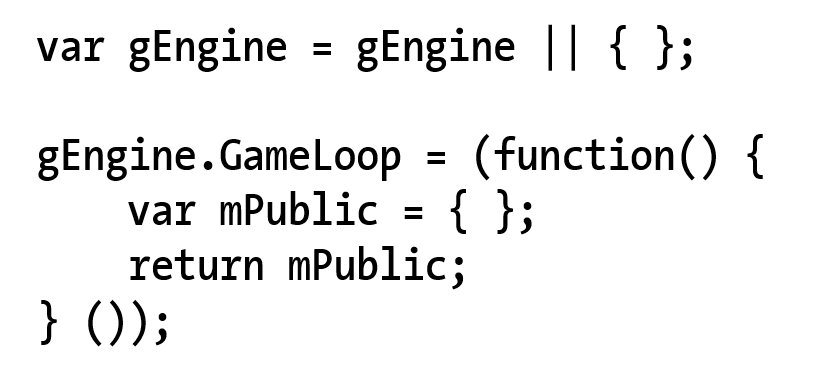 var gEngine = gEngine || { };
gEngine.GameLoop = (function() {
    var mPublic = { };
    return mPublic;
} ());